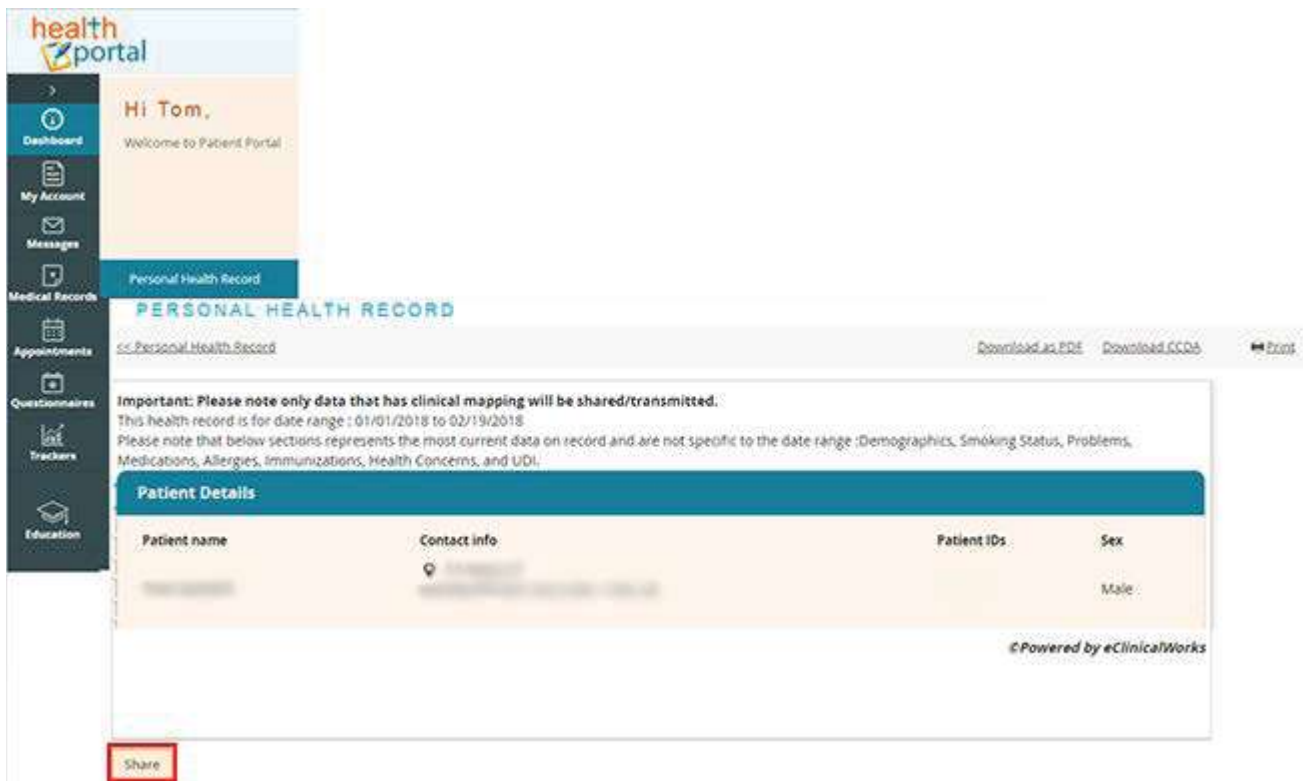 health
portal
Hi Tom,
Welcome to Patient Portal
Dashboard
My Account
Messages
Medical Records
Appointments
Questionnaires
Trackers
Education
Personal Health Record
PERSONAL HEALTH RECORD
<< Personal Health Record Download as PDF Download CCDA Print
Important: Please note only data that has clinical mapping will be shared/transmitted.
This health record is for date range : 01/01/2018 to 02/19/2018
Please note that below sections represents the most current data on record and are not specific to the date range :Demographics, Smoking Status, Problems,
Medications, Allergies, Immunizations, Health Concerns, and UDI.
Patient Details
Patient name Contact info Patient IDs Sex
Male
©Powered by eClinicalWorks
Share